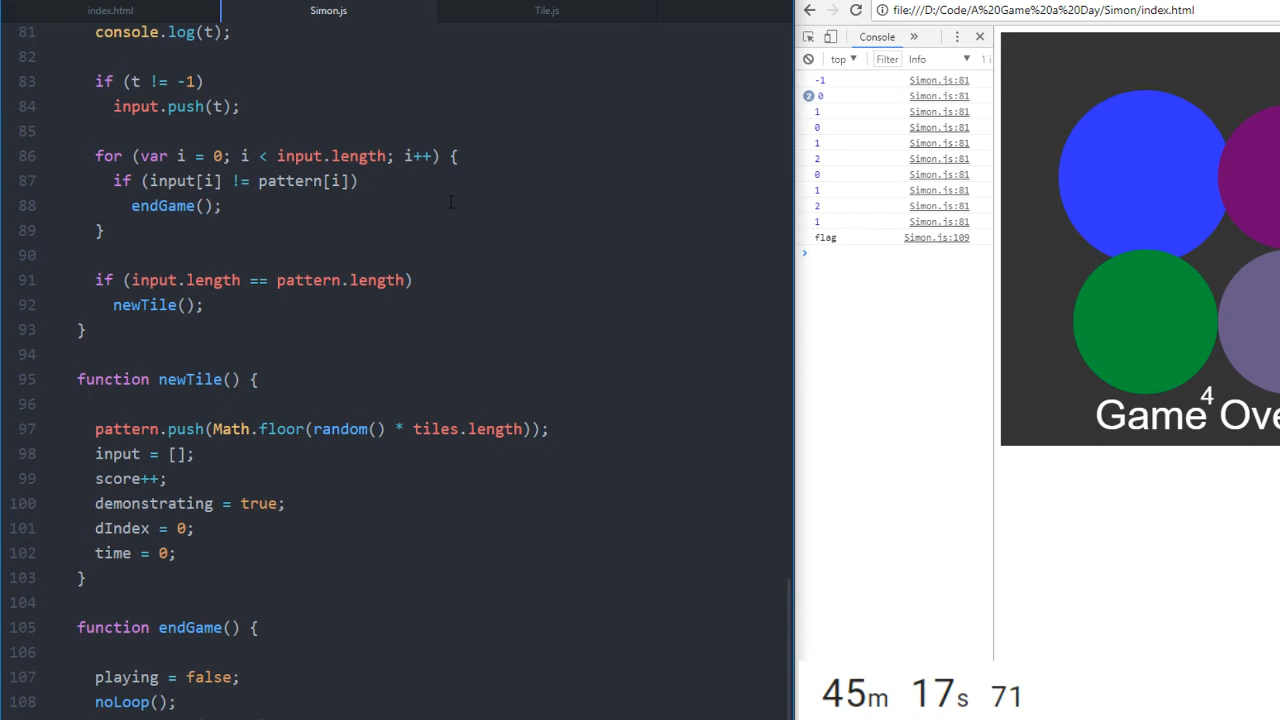 index.html Simon.js Tile.js
81 console.log(t);
82
83 if (t != -1)
84 input.push(t);
85
86 for (var i = 0; i < input.length; i++) {
87 if (input[i] != pattern[i])
88 endGame();
89 }
90
91 if (input.length == pattern.length)
92 newTile();
93 }
94
95 function newTile() {
96
97 pattern.push(Math.floor(random() * tiles.length));
98 input = [];
99 score++;
100 demonstrating = true;
101 dIndex = 0;
102 time = 0;
103 }
104
105 function endGame() {
106
107 playing = false;
108 noLoop();
file:///D:/Code/A%20Game%20a%20Day/Simon/index.html
Console »
top ▼ Filter Info ▼ 1 i
-1 Simon.js:81
2 0 Simon.js:81
1 Simon.js:81
0 Simon.js:81
1 Simon.js:81
2 Simon.js:81
0 Simon.js:81
1 Simon.js:81
2 Simon.js:81
1 Simon.js:81
flag Simon.js:109
4
Game Ove
45m 17s 71